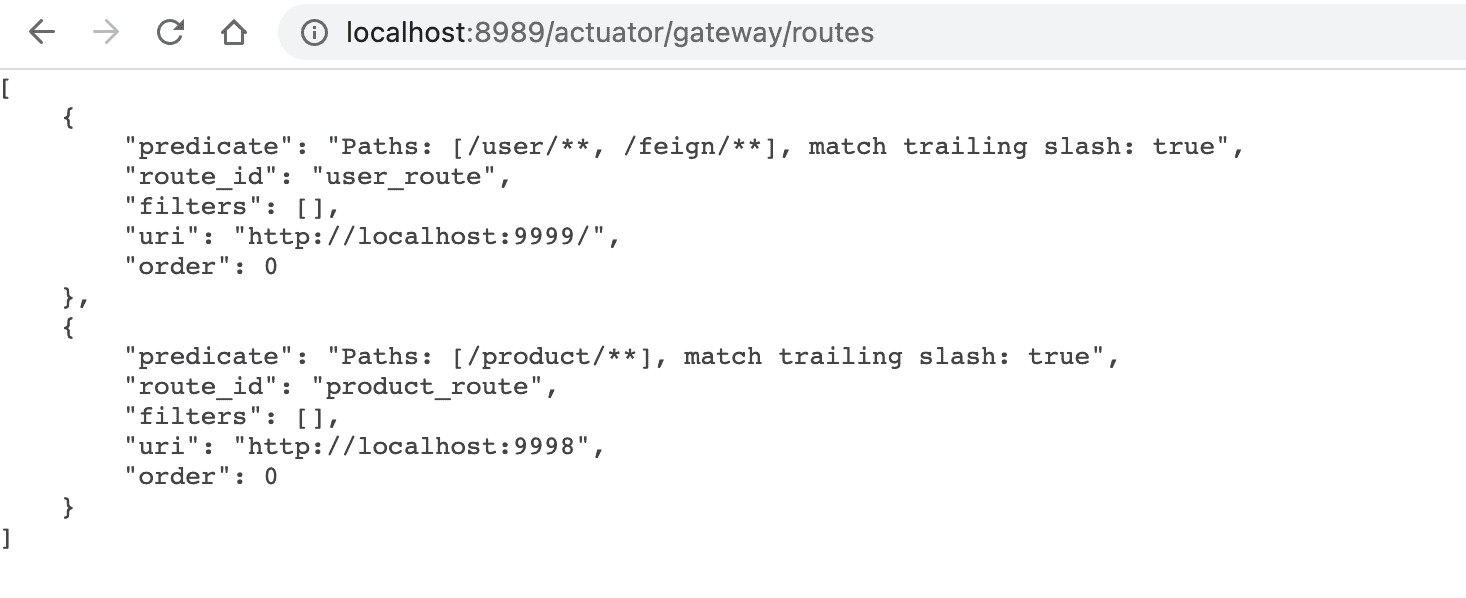 localhost:8989/actuator/gateway/routes
[
    {
        "predicate": "Paths: [/user/**, /feign/**], match trailing slash: true",
        "route_id": "user_route",
        "filters": [],
        "uri": "http://localhost:9999/",
        "order": 0
    },
    {
        "predicate": "Paths: [/product/**], match trailing slash: true",
        "route_id": "product_route",
        "filters": [],
        "uri": "http://localhost:9998",
        "order": 0
    }
]